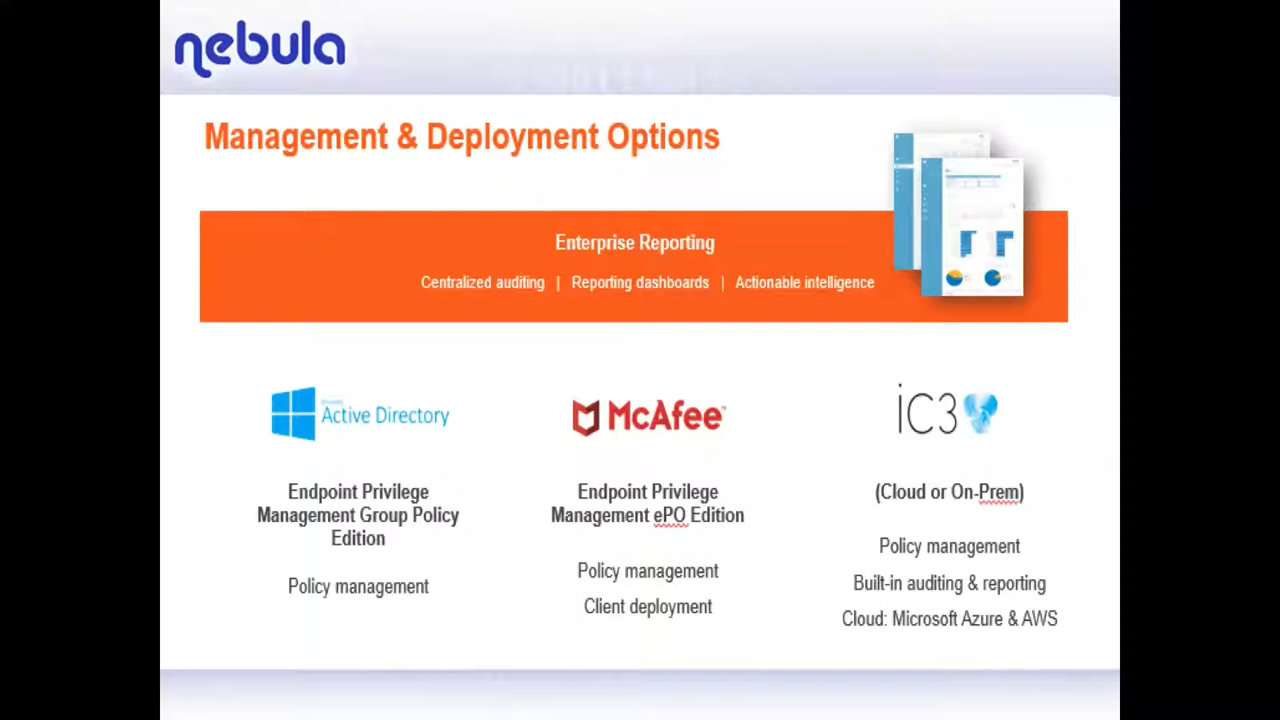 nebula
Management & Deployment Options
Enterprise Reporting
Centralized auditing | Reporting dashboards | Actionable intelligence
Active Directory
Endpoint Privilege
Management Group Policy
Edition
Policy management
McAfee™
Endpoint Privilege
Management ePO Edition
Policy management
Client deployment
iC3
(Cloud or On-Prem)
Policy management
Built-in auditing & reporting
Cloud: Microsoft Azure & AWS